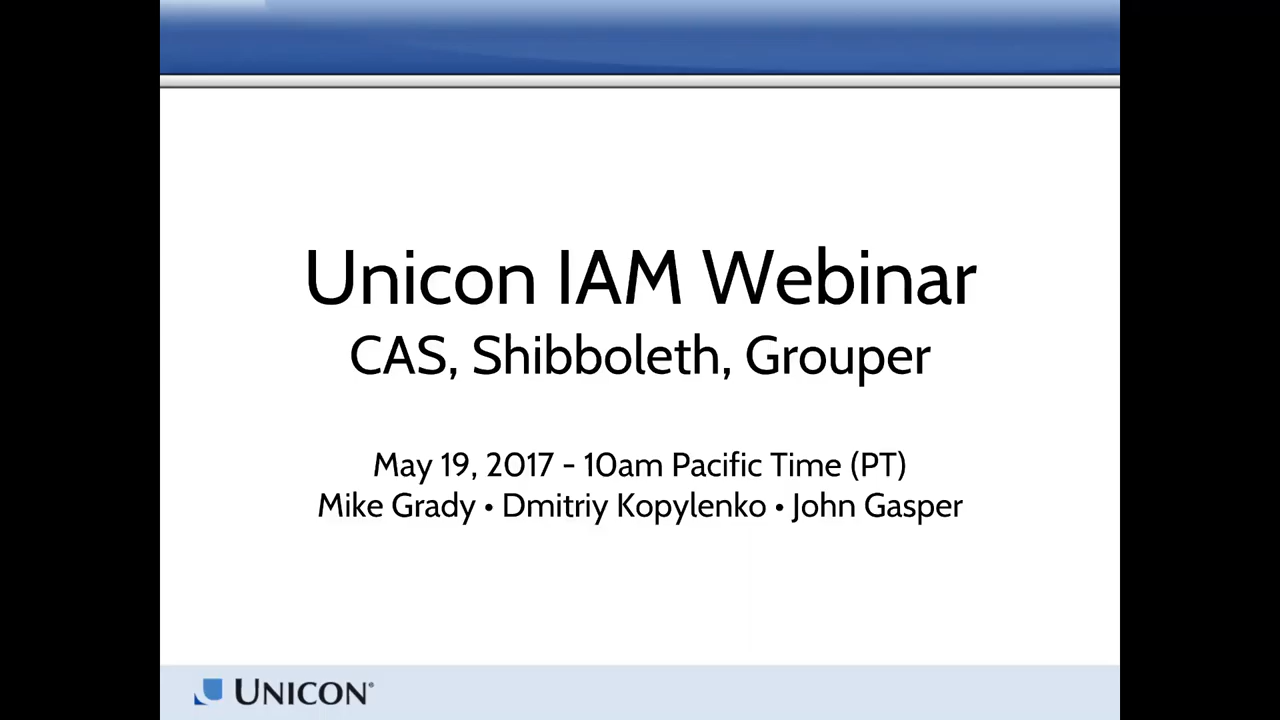 Unicon IAM Webinar
CAS, Shibboleth, Grouper
May 19, 2017 - 10am Pacific Time (PT)
Mike Grady • Dmitriy Kopylenko • John Gasper
UNICON®